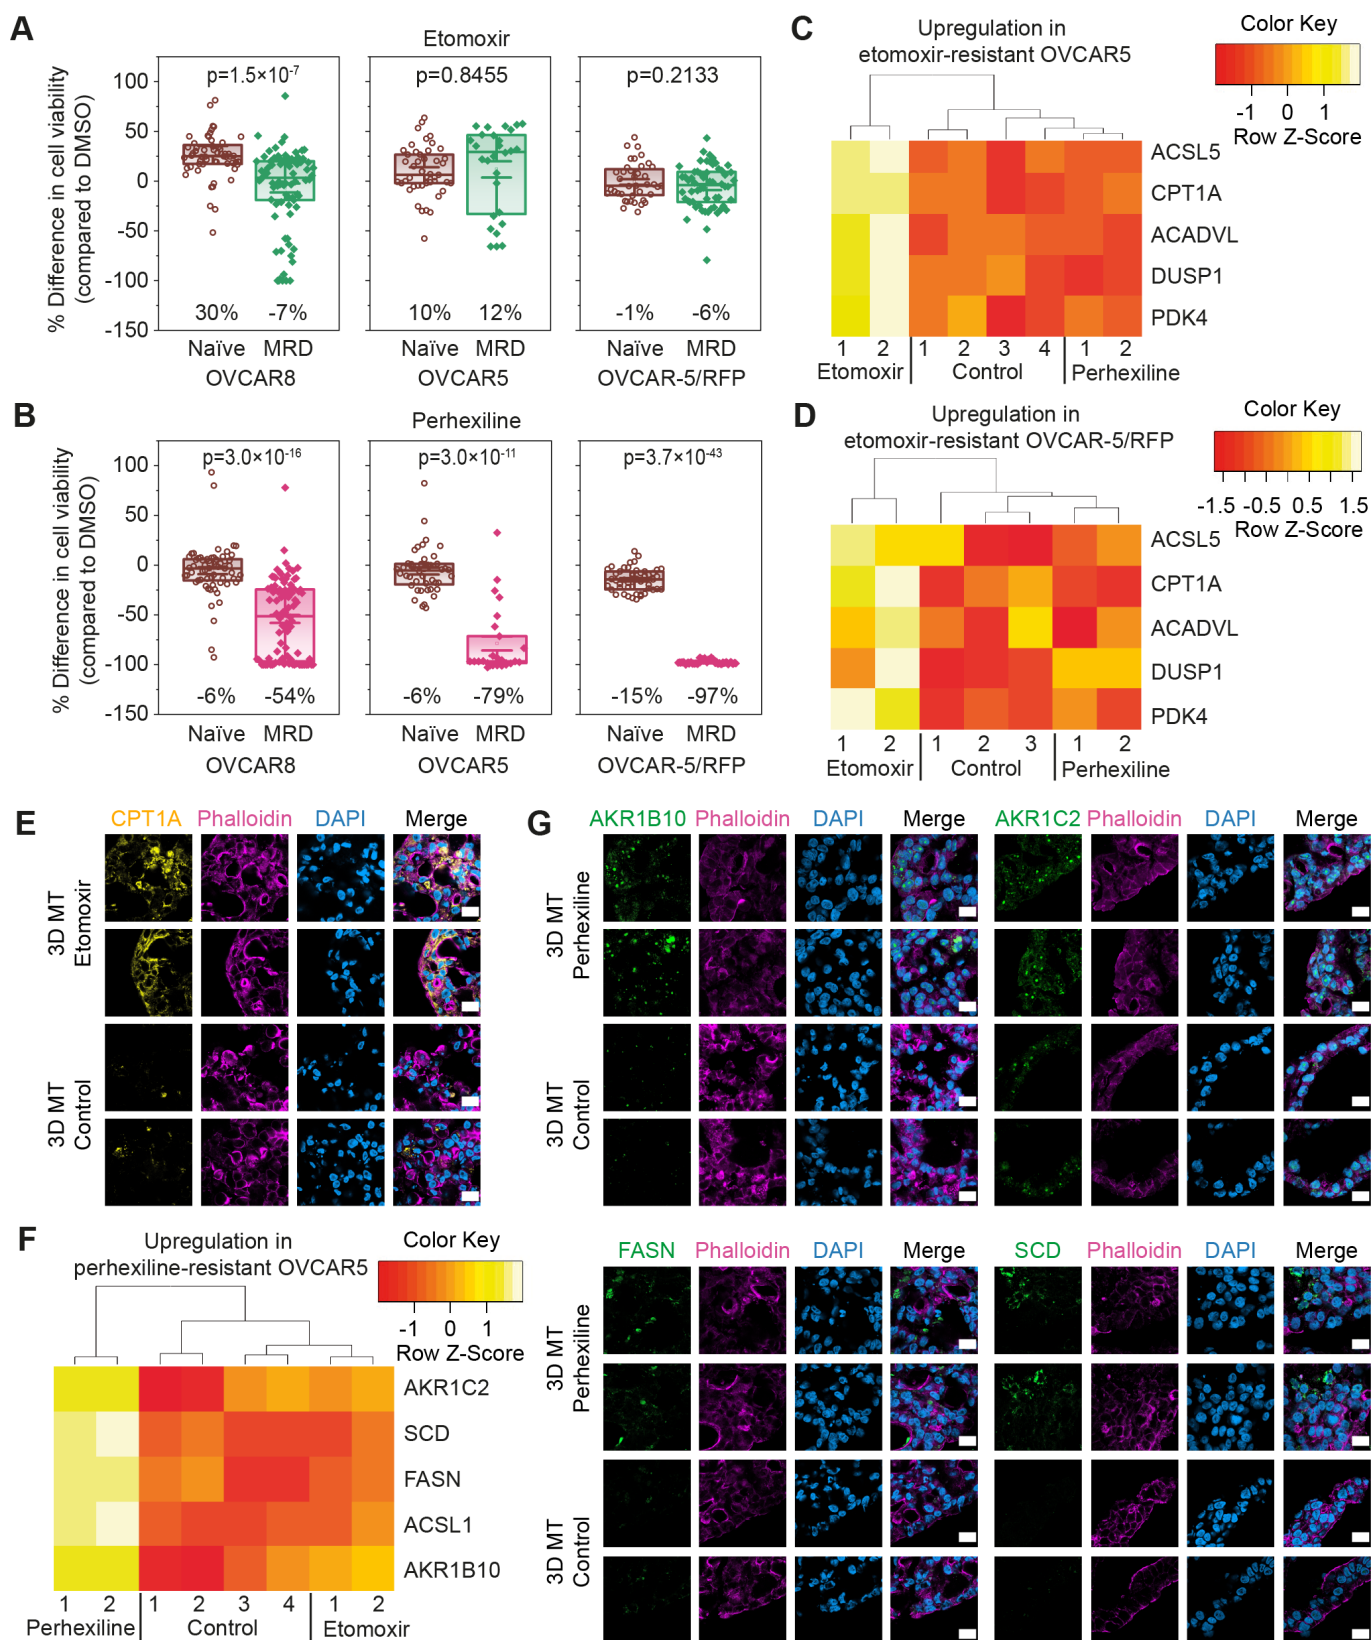 A
Etomoxir
% Difference in cell viability
(compared to DMSO)
100
50
0
-50
-100
-150
p=1.5×10-7
p=0.8455
p=0.2133
30%
-7%
10%
12%
-1%
-6%
Naïve MRD
Naïve MRD
Naïve MRD
OVCAR8
OVCAR5
OVCAR-5/RFP
B
Perhexiline
% Difference in cell viability
(compared to DMSO)
100
50
0
-50
-100
-150
p=3.0×10-16
p=3.0×10-11
p=3.7×10-43
-6%
-54%
-6%
-79%
-15%
-97%
Naïve MRD
Naïve MRD
Naïve MRD
OVCAR8
OVCAR5
OVCAR-5/RFP
C
Upregulation in
etomoxir-resistant OVCAR5
Color Key
-1 0 1
Row Z-Score
ACSL5
CPT1A
ACADVL
DUSP1
PDK4
1 2 1 2 3 4 1 2
Etomoxir Control Perhexiline
D
Upregulation in
etomoxir-resistant OVCAR-5/RFP
Color Key
-1.5 -0.5 0.5 1.5
Row Z-Score
ACSL5
CPT1A
ACADVL
DUSP1
PDK4
1 2 1 2 3 1 2
Etomoxir Control Perhexiline
E
CPT1A Phalloidin DAPI Merge
3D MT
Etomoxir
3D MT
Control
F
Upregulation in
perhexiline-resistant OVCAR5
Color Key
-1 0 1
Row Z-Score
AKR1C2
SCD
FASN
ACSL1
AKR1B10
1 2 1 2 3 4 1 2
Perhexiline Control Etomoxir
G
AKR1B10 Phalloidin DAPI Merge
AKR1C2 Phalloidin DAPI Merge
3D MT
Perhexiline
3D MT
Control
FASN Phalloidin DAPI Merge
SCD Phalloidin DAPI Merge
3D MT
Perhexiline
3D MT
Control